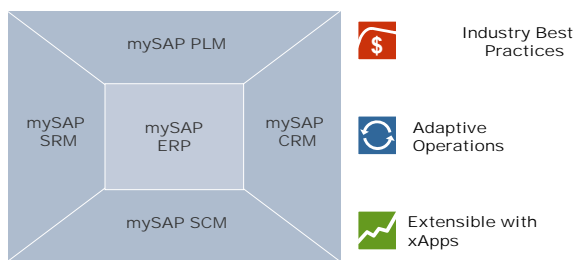 mySAP PLM
mySAP
SRM
mySAP
ERP
mySAP
CRM
mySAP SCM
$
Industry Best
Practices
Adaptive
Operations
Extensible with
xApps